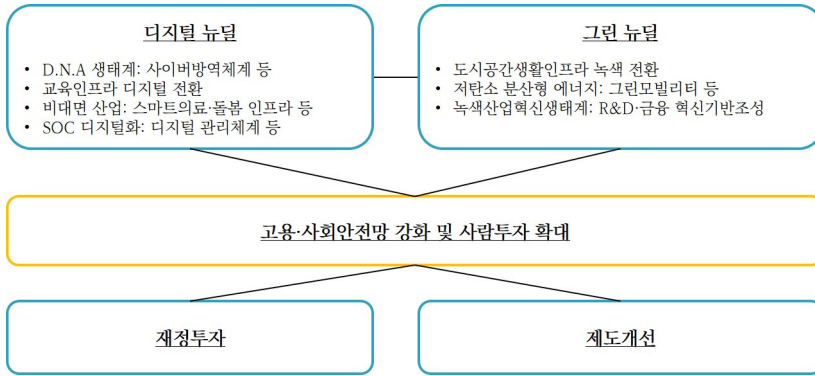 디지털 뉴딜
• D.N.A 생태계: 사이버방역체계 등
• 교육인프라 디지털 전환
• 비대면 산업: 스마트의료·돌봄 인프라 등
• SOC 디지털화: 디지털 관리체계 등
그린 뉴딜
• 도시공간생활인프라 녹색 전환
• 저탄소 분산형 에너지: 그린모빌리티 등
• 녹색산업혁신생태계: R&D·금융 혁신기반조성
고용·사회안전망 강화 및 사람투자 확대
재정투자
제도개선